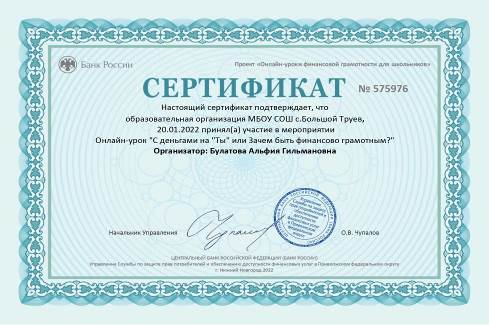 Банк России
Проект «Онлайн-уроки финансовой грамотности для школьников»
СЕРТИФИКАТ № 575976
Настоящий сертификат подтверждает, что
образовательная организация МБОУ СОШ с.Большой Труев,
20.01.2022 принял(а) участие в мероприятии
Онлайн-урок "С деньгами на "Ты" или Зачем быть финансово грамотным?"
Организатор: Булатова Альфия Гильмановна
Начальник Управления
О.В. Чупалов
ЦЕНТРАЛЬНЫЙ БАНК РОССИЙСКОЙ ФЕДЕРАЦИИ (БАНК РОССИИ)
Управление Службы по защите прав потребителей и обеспечению доступности финансовых услуг в Приволжском федеральном округе
г. Нижний Новгород 2022